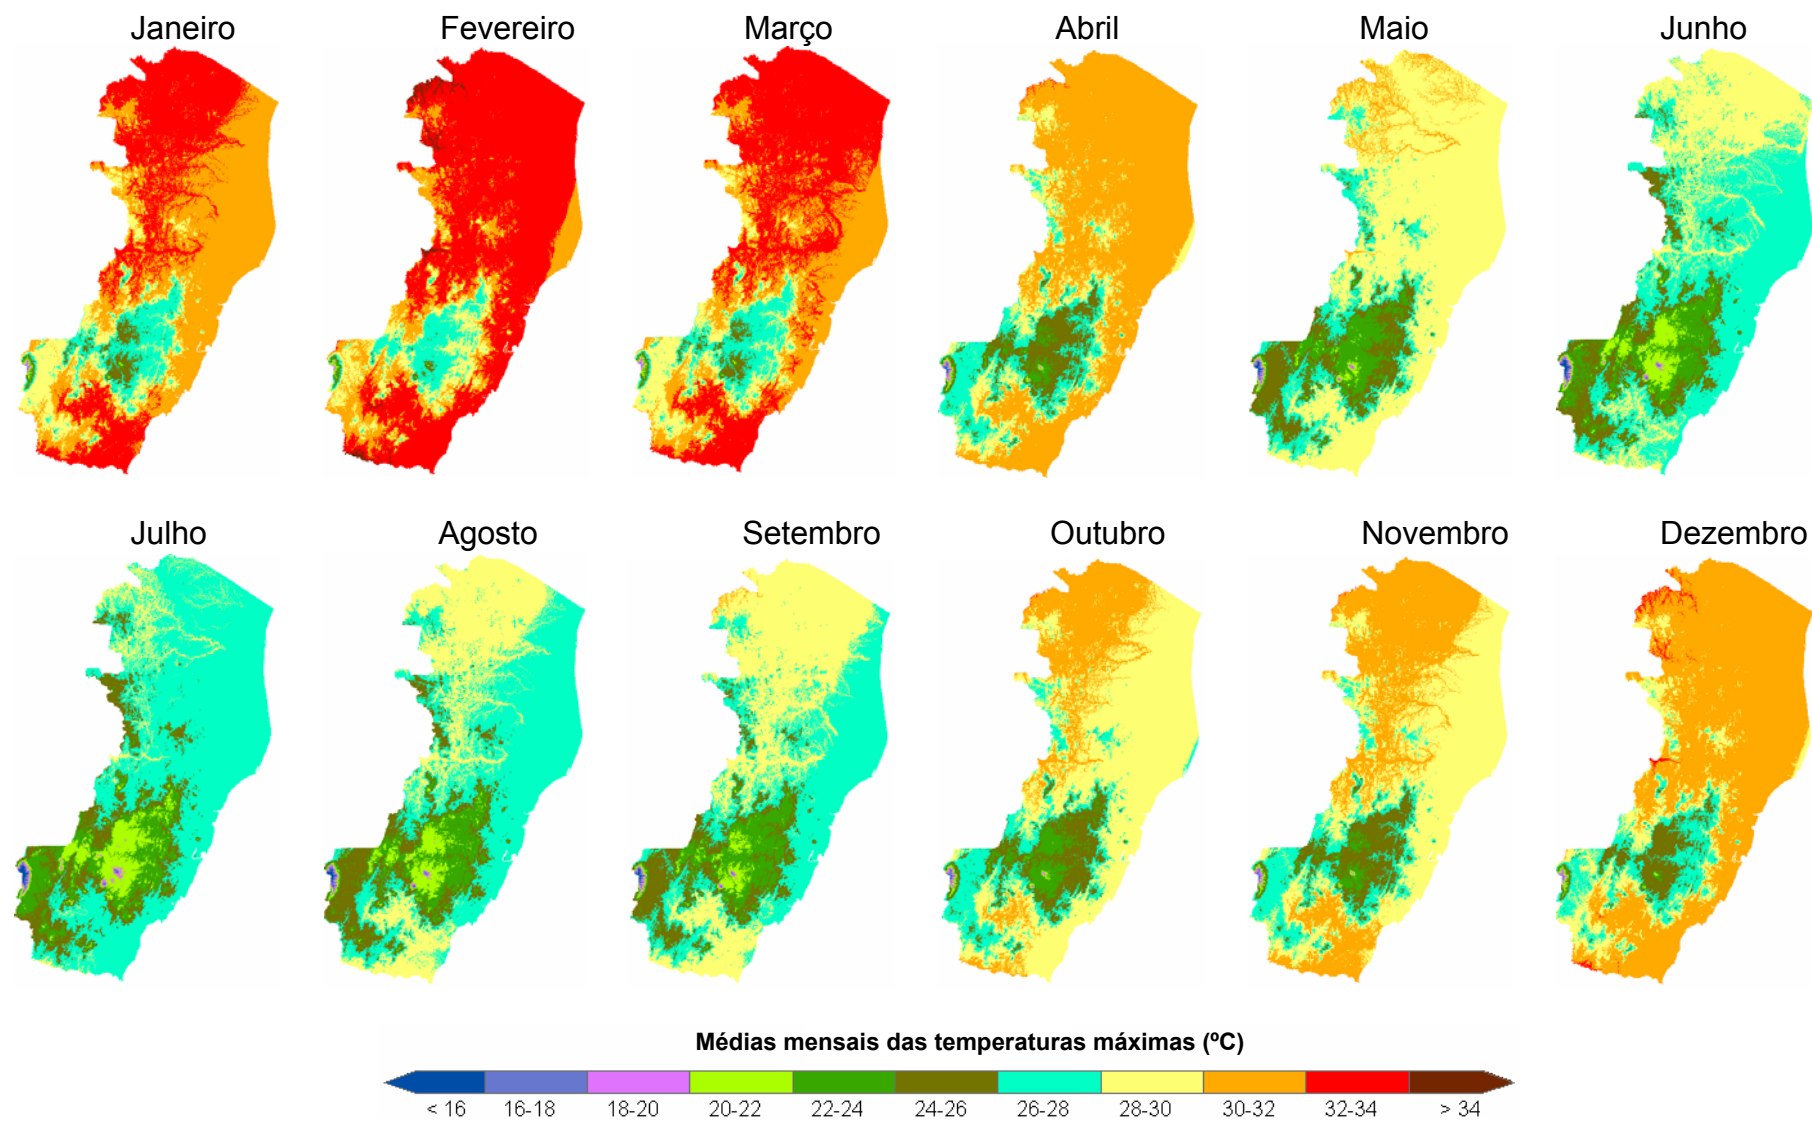 Janeiro Fevereiro Março Abril Maio Junho
Julho Agosto Setembro Outubro Novembro Dezembro
Médias mensais das temperaturas máximas (ºC)
< 16 16-18 18-20 20-22 22-24 24-26 26-28 28-30 30-32 32-34 > 34